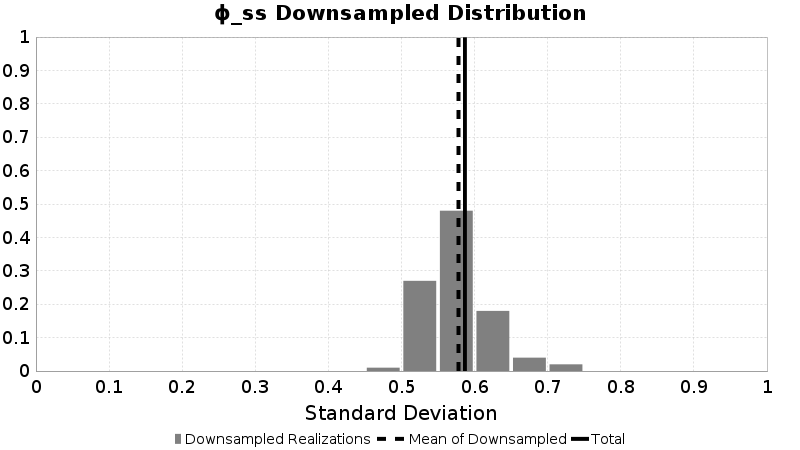 ϕ_ss Downsampled Distribution
1
0.9
0.8
0.7
0.6
0.5
0.4
0.3
0.2
0.1
0
0 0.1 0.2 0.3 0.4 0.5 0.6 0.7 0.8 0.9 1
Standard Deviation
Downsampled Realizations Mean of Downsampled Total